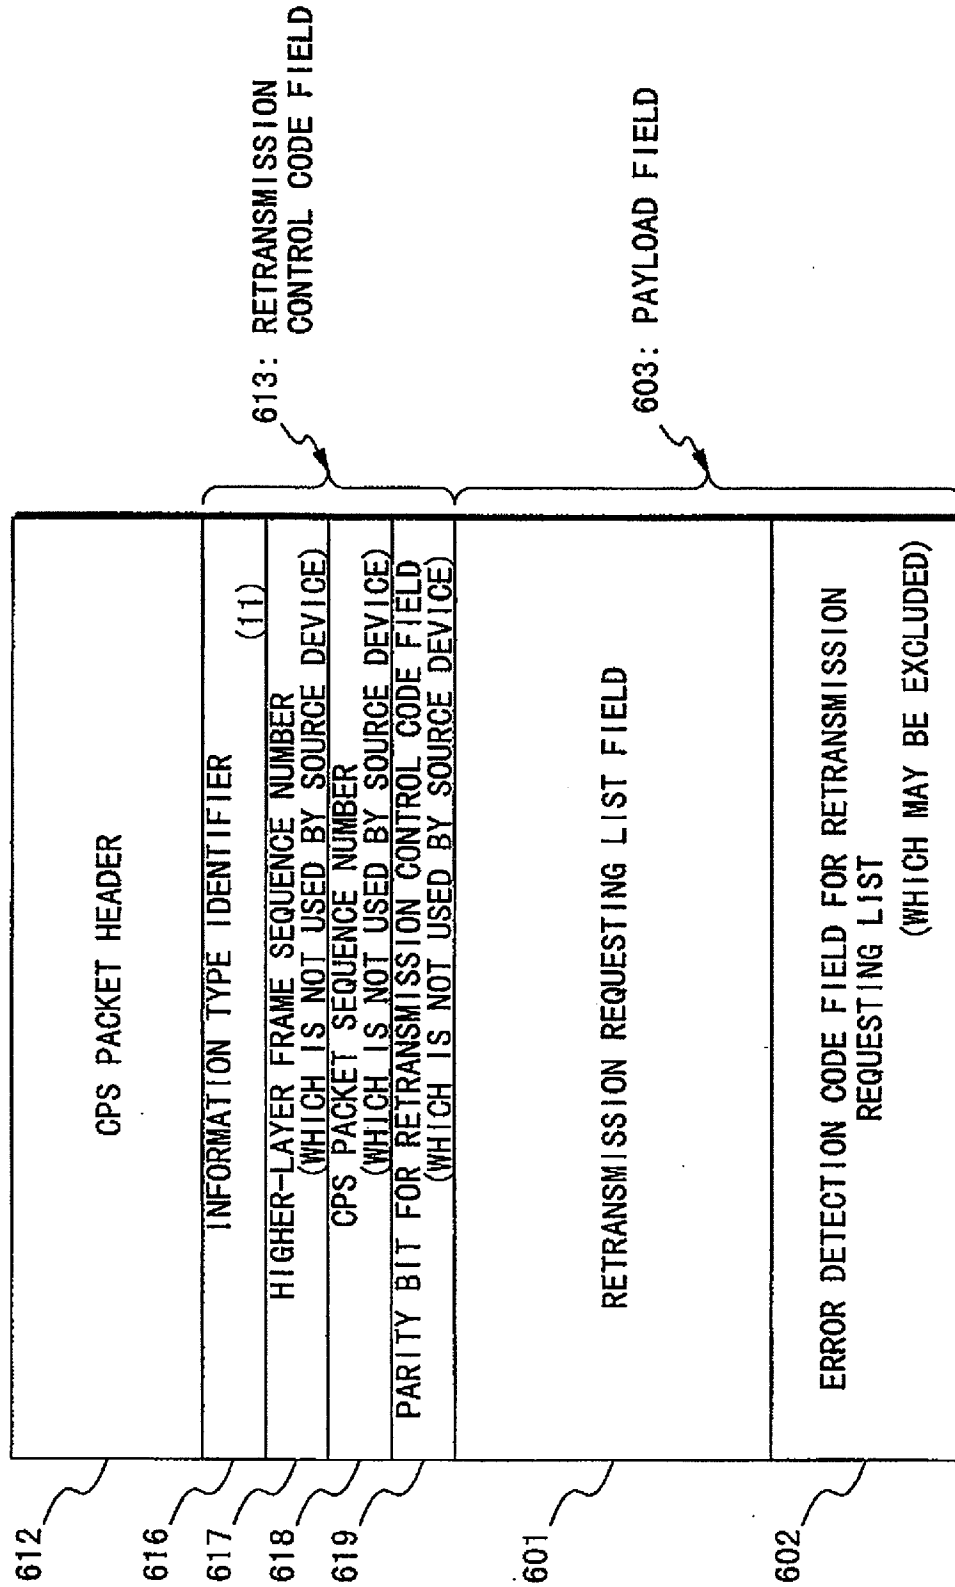 612
CPS PACKET HEADER
616
INFORMATION TYPE IDENTIFIER
(11)
617
HIGHER-LAYER FRAME SEQUENCE NUMBER
(WHICH IS NOT USED BY SOURCE DEVICE)
618
CPS PACKET SEQUENCE NUMBER
(WHICH IS NOT USED BY SOURCE DEVICE)
619
PARITY BIT FOR RETRANSMISSION CONTROL CODE FIELD
(WHICH IS NOT USED BY SOURCE DEVICE)
613: RETRANSMISSION
CONTROL CODE FIELD
601
RETRANSMISSION REQUESTING LIST FIELD
602
ERROR DETECTION CODE FIELD FOR RETRANSMISSION
REQUESTING LIST
(WHICH MAY BE EXCLUDED)
603: PAYLOAD FIELD